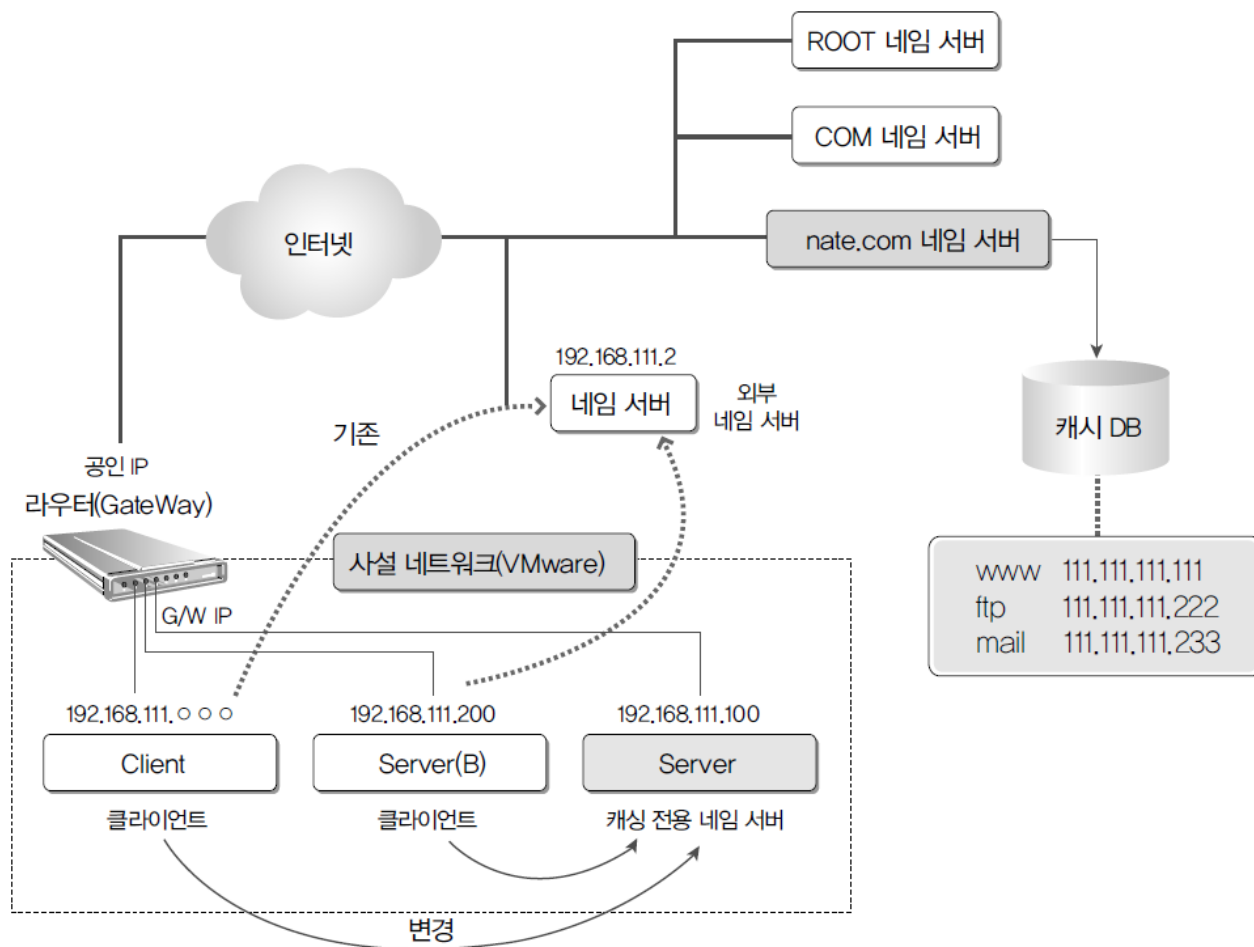 ROOT 네임 서버
COM 네임 서버
인터넷
nate.com 네임 서버
192.168.111.2
네임 서버
외부
네임 서버
기존
캐시 DB
공인 IP
라우터(GateWay)
사설 네트워크(VMware)
G/W IP
www 111.111.111.111
ftp 111.111.111.222
mail 111.111.111.233
192.168.111.○○○
192.168.111.200
192.168.111.100
Client
Server(B)
Server
클라이언트
클라이언트
캐싱 전용 네임 서버
변경